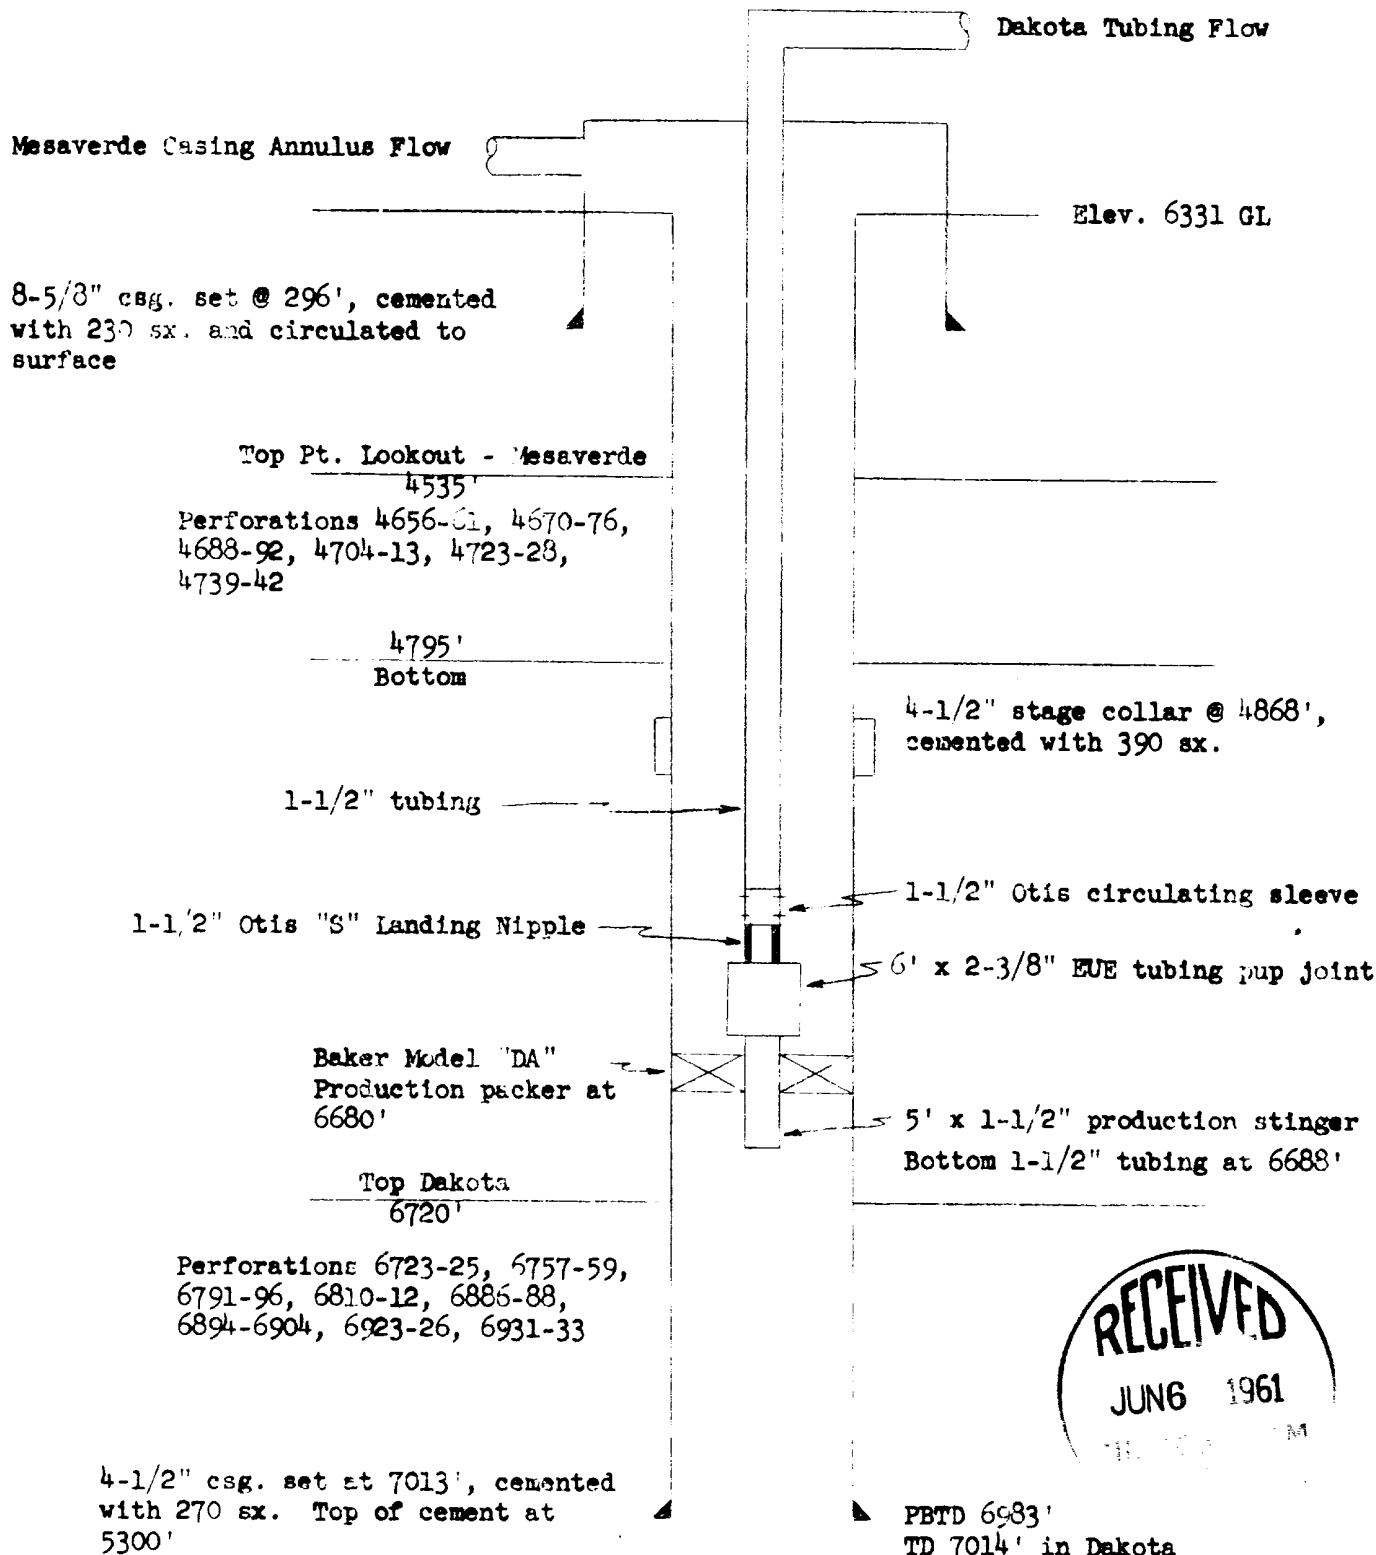 Dakota Tubing Flow
Mesaverde Casing Annulus Flow
Elev. 6331 GL
8-5/8" csg. set @ 296', cemented
with 230 sx. and circulated to
surface
Top Pt. Lookout - Mesaverde
4535'
Perforations 4656-61, 4670-76,
4688-92, 4704-13, 4723-28,
4739-42
4795'
Bottom
4-1/2" stage collar @ 4868',
cemented with 390 sx.
1-1/2" tubing
1-1/2" Otis circulating sleeve
1-1/2" Otis "S" Landing Nipple
6' x 2-3/8" EUE tubing pup joint
Baker Model "DA"
Production packer at
6680'
5' x 1-1/2" production stinger
Bottom 1-1/2" tubing at 6688'
Top Dakota
6720'
Perforations 6723-25, 6757-59,
6791-96, 6810-12, 6886-88,
6894-6904, 6923-26, 6931-33
RECEIVED
JUN 6 1961
4-1/2" csg. set at 7013', cemented
with 270 sx. Top of cement at
5300'
PBTD 6983'
TD 7014' in Dakota